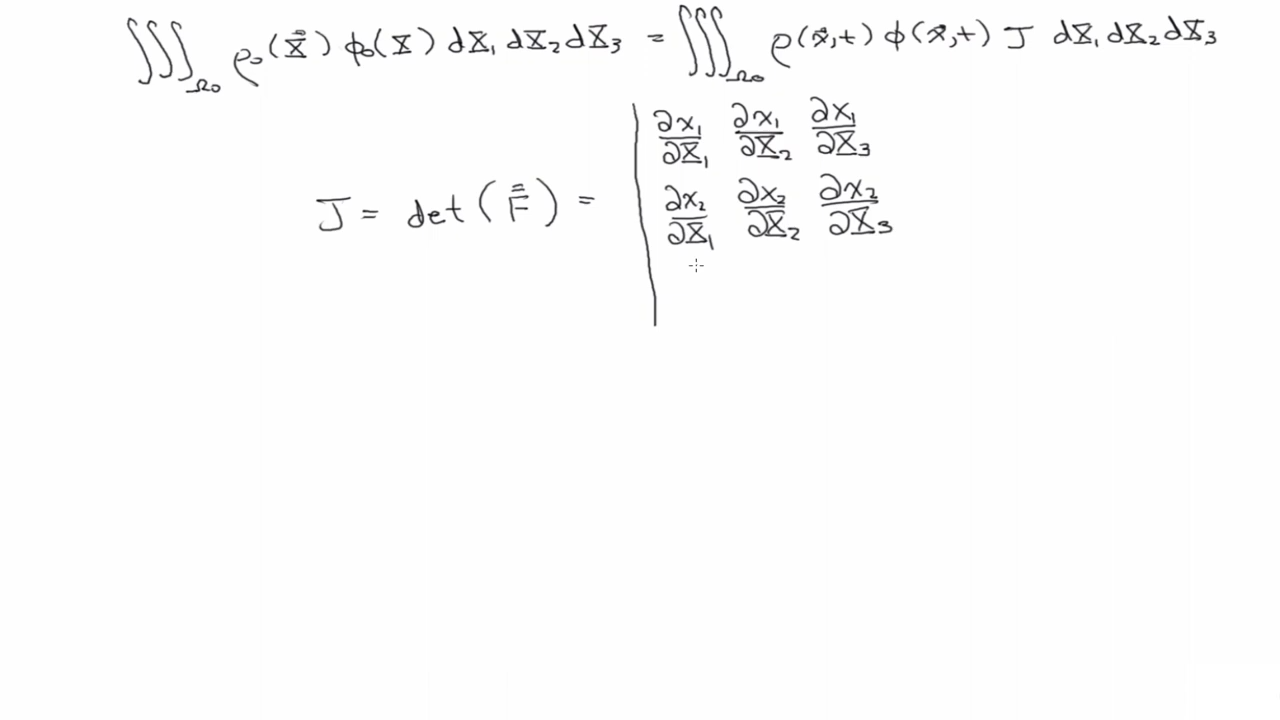 ∭_Ω0 ρ0(X̿) ϕ0(X) dX1 dX2 dX3 = ∭_Ω0 ρ(x,t) ϕ(x,t) J dX1 dX2 dX3
J = det(F̿) = | ∂x1/∂X1 ∂x1/∂X2 ∂x1/∂X3
∂x2/∂X1 ∂x2/∂X2 ∂x2/∂X3